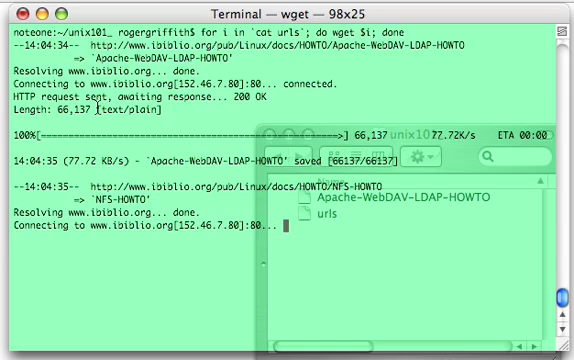 Terminal — wget — 98x25
noteone:~/unix101_ rogergriffith$ for i in `cat urls`; do wget $i; done
--14:04:34--  http://www.ibiblio.org/pub/Linux/docs/HOWTO/Apache-WebDAV-LDAP-HOWTO
=> `Apache-WebDAV-LDAP-HOWTO'
Resolving www.ibiblio.org... done.
Connecting to www.ibiblio.org[152.46.7.80]:80... connected.
HTTP request sent, awaiting response... 200 OK
Length: 66,137 [text/plain]
100%[====================================================>] 66,137 77.72K/s ETA 00:00
unix101
14:04:35 (77.72 KB/s) - `Apache-WebDAV-LDAP-HOWTO' saved [66137/66137]
Name
--14:04:35--  http://www.ibiblio.org/pub/Linux/docs/HOWTO/NFS-HOWTO
=> `NFS-HOWTO'
Apache-WebDAV-LDAP-HOWTO
Resolving www.ibiblio.org... done.
urls
Connecting to www.ibiblio.org[152.46.7.80]:80...